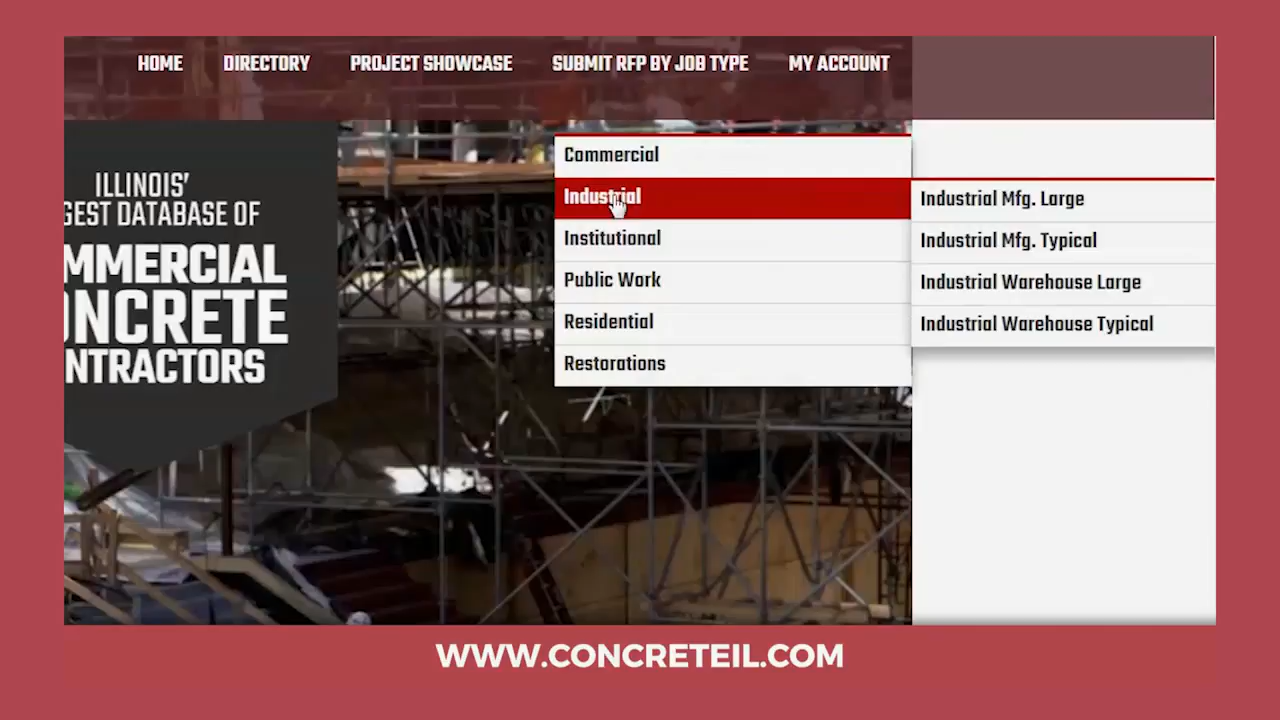 HOME DIRECTORY PROJECT SHOWCASE SUBMIT RFP BY JOB TYPE MY ACCOUNT
Commercial
Industrial
Institutional
Public Work
Residential
Restorations
Industrial Mfg. Large
Industrial Mfg. Typical
Industrial Warehouse Large
Industrial Warehouse Typical
ILLINOIS'
GEST DATABASE OF
MMERCIAL
ONCRETE
NTRACTORS
WWW.CONCRETEIL.COM